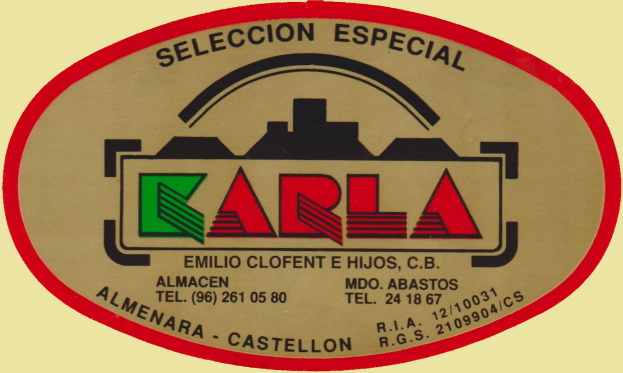 SELECCION ESPECIAL
KARLA
EMILIO CLOFENT E HIJOS, C.B.
ALMACEN
TEL. (96) 261 05 80
MDO. ABASTOS
TEL. 24 18 67
ALMENARA - CASTELLON
R.I.A. 12/10031
R.G.S. 2109904/CS